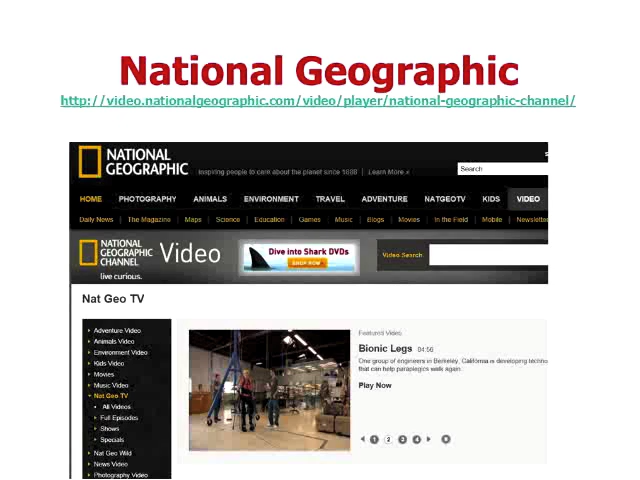 National Geographic
http://video.nationalgeographic.com/video/player/national-geographic-channel/
NATIONAL
GEOGRAPHIC
Inspiring people to care about the planet since 1888 | Learn More »
Search
HOME PHOTOGRAPHY ANIMALS ENVIRONMENT TRAVEL ADVENTURE NATGEOTV KIDS VIDEO
Daily News | The Magazine | Maps | Science | Education | Games | Music | Blogs | Movies | In the Field | Mobile | Newslette
NATIONAL
GEOGRAPHIC
CHANNEL
live curious.
Video
Dive into Shark DVDs
SHOP NOW
Video Search
Nat Geo TV
Adventure Video
Animals Video
Environment Video
Kids Video
Movies
Music Video
Nat Geo TV
All Videos
Full Episodes
Shows
Specials
Nat Geo Wild
News Video
Photography Video
Featured Video
Bionic Legs 04:56
One group of engineers in Berkeley, California is developing techno
that can help paraplegics walk again.
Play Now
1 2 3 4